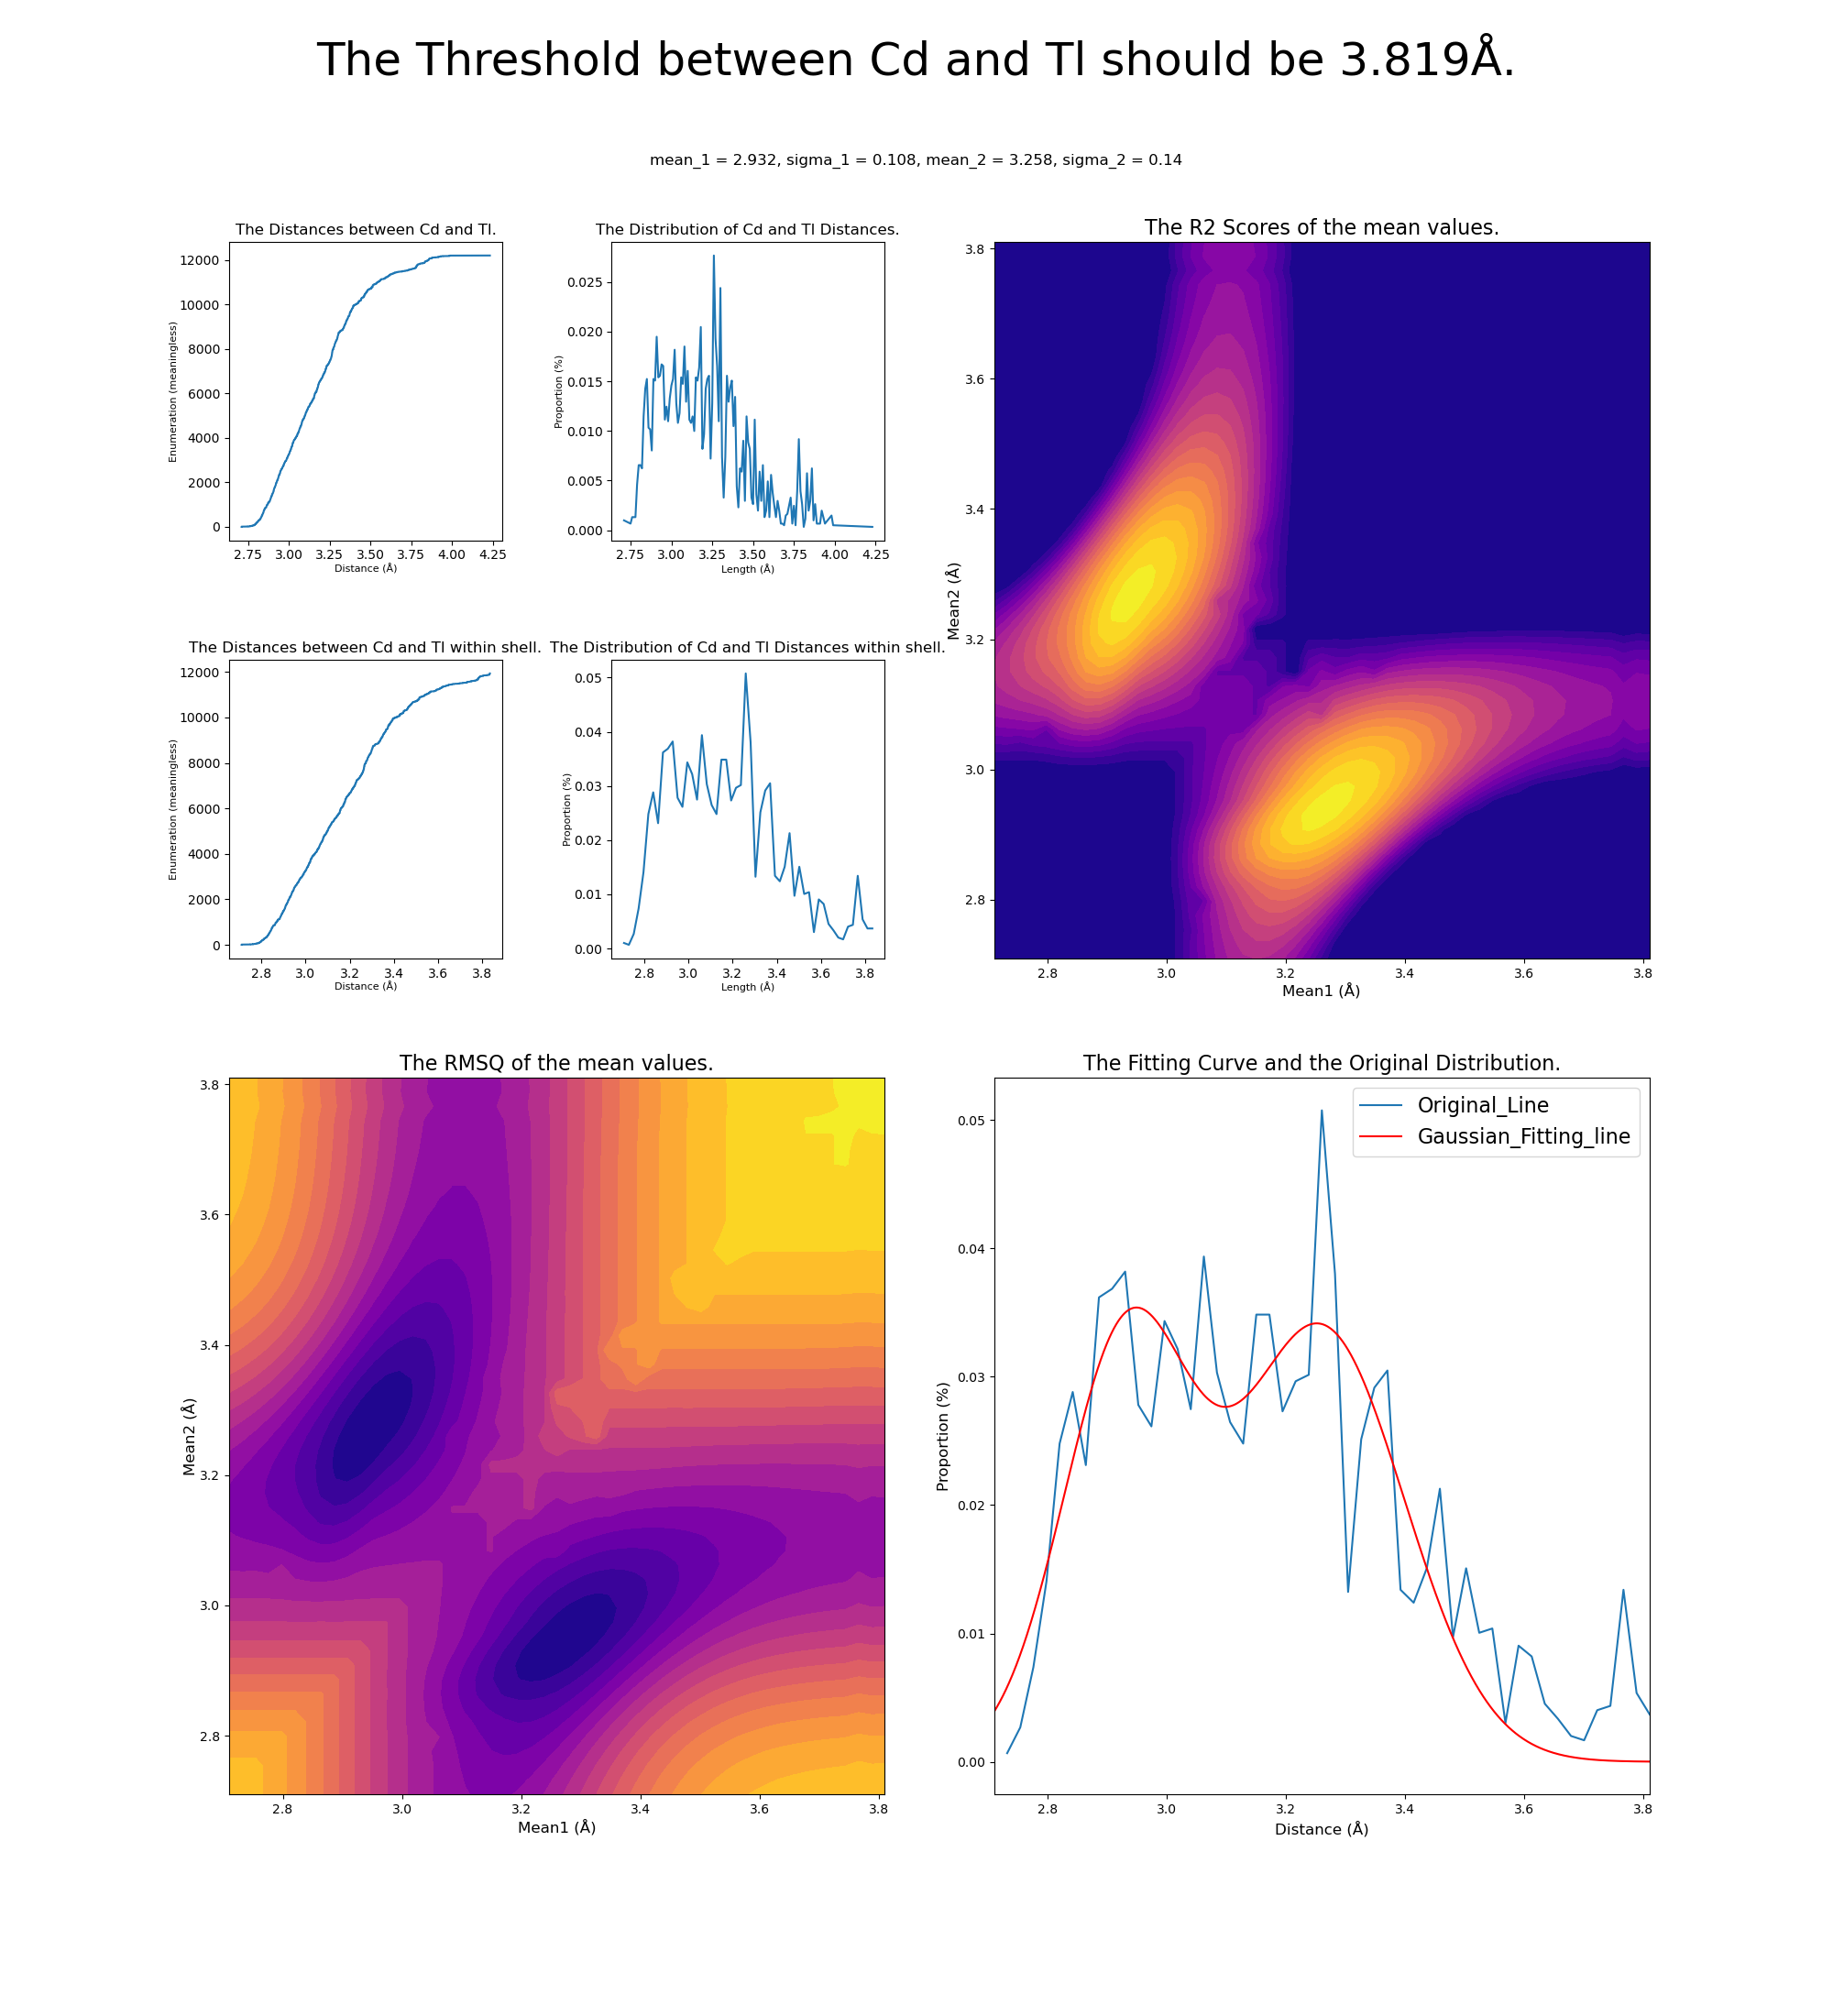 The Threshold between Cd and Tl should be 3.819Å.
mean_1 = 2.932, sigma_1 = 0.108, mean_2 = 3.258, sigma_2 = 0.14
The Distances between Cd and Tl.
Enumeration (meaningless)
12000
10000
8000
6000
4000
2000
0
2.75 3.00 3.25 3.50 3.75 4.00 4.25
Distance (Å)
The Distribution of Cd and Tl Distances.
Proportion (%)
0.025
0.020
0.015
0.010
0.005
0.000
2.75 3.00 3.25 3.50 3.75 4.00 4.25
Length (Å)
The R2 Scores of the mean values.
Mean2 (Å)
3.8
3.6
3.4
3.2
3.0
2.8
2.8 3.0 3.2 3.4 3.6 3.8
Mean1 (Å)
The Distances between Cd and Tl within shell.
Enumeration (meaningless)
12000
10000
8000
6000
4000
2000
0
2.8 3.0 3.2 3.4 3.6 3.8
Distance (Å)
The Distribution of Cd and Tl Distances within shell.
Proportion (%)
0.05
0.04
0.03
0.02
0.01
0.00
2.8 3.0 3.2 3.4 3.6 3.8
Length (Å)
The RMSQ of the mean values.
Mean2 (Å)
3.8
3.6
3.4
3.2
3.0
2.8
2.8 3.0 3.2 3.4 3.6 3.8
Mean1 (Å)
The Fitting Curve and the Original Distribution.
Original_Line
Gaussian_Fitting_line
Proportion (%)
0.05
0.04
0.03
0.02
0.01
0.00
2.8 3.0 3.2 3.4 3.6 3.8
Distance (Å)